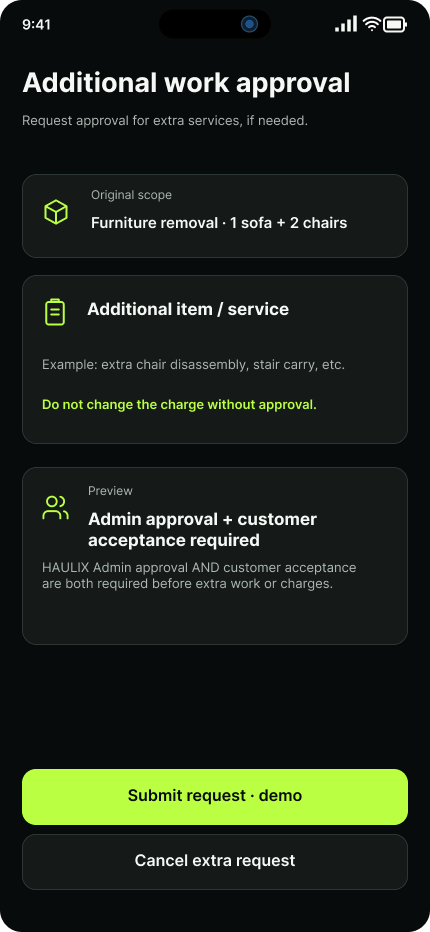 9:41
Additional work approval
Request approval for extra services, if needed.
Original scope
Furniture removal · 1 sofa + 2 chairs
Additional item / service
Example: extra chair disassembly, stair carry, etc.
Do not change the charge without approval.
Preview
Admin approval + customer
acceptance required
HAULIX Admin approval AND customer acceptance
are both required before extra work or charges.
Submit request · demo
Cancel extra request